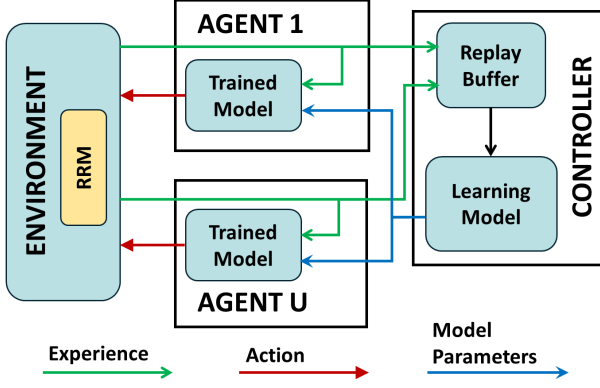 ENVIRONMENT
RRM
AGENT 1
Trained
Model
AGENT U
Trained
Model
CONTROLLER
Replay
Buffer
Learning
Model
Experience
Action
Model
Parameters